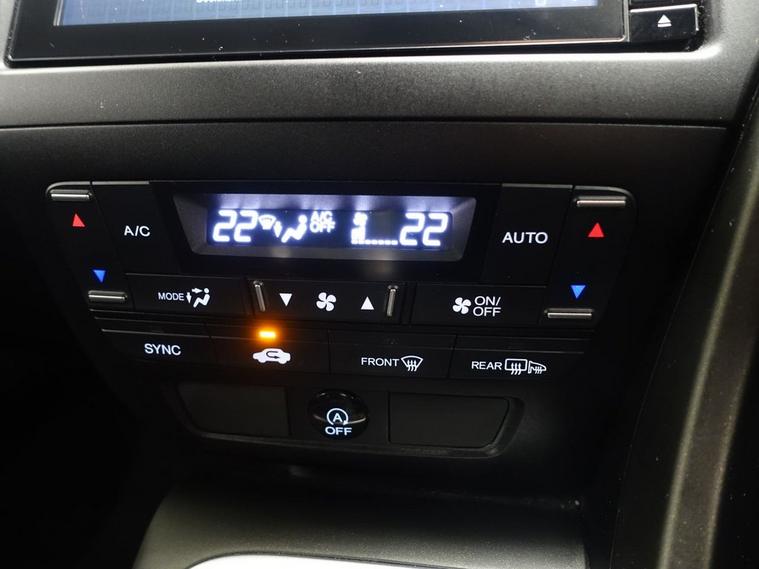 22 A/C OFF 22
A/C
AUTO
MODE
ON/
OFF
SYNC
FRONT
REAR
A
OFF